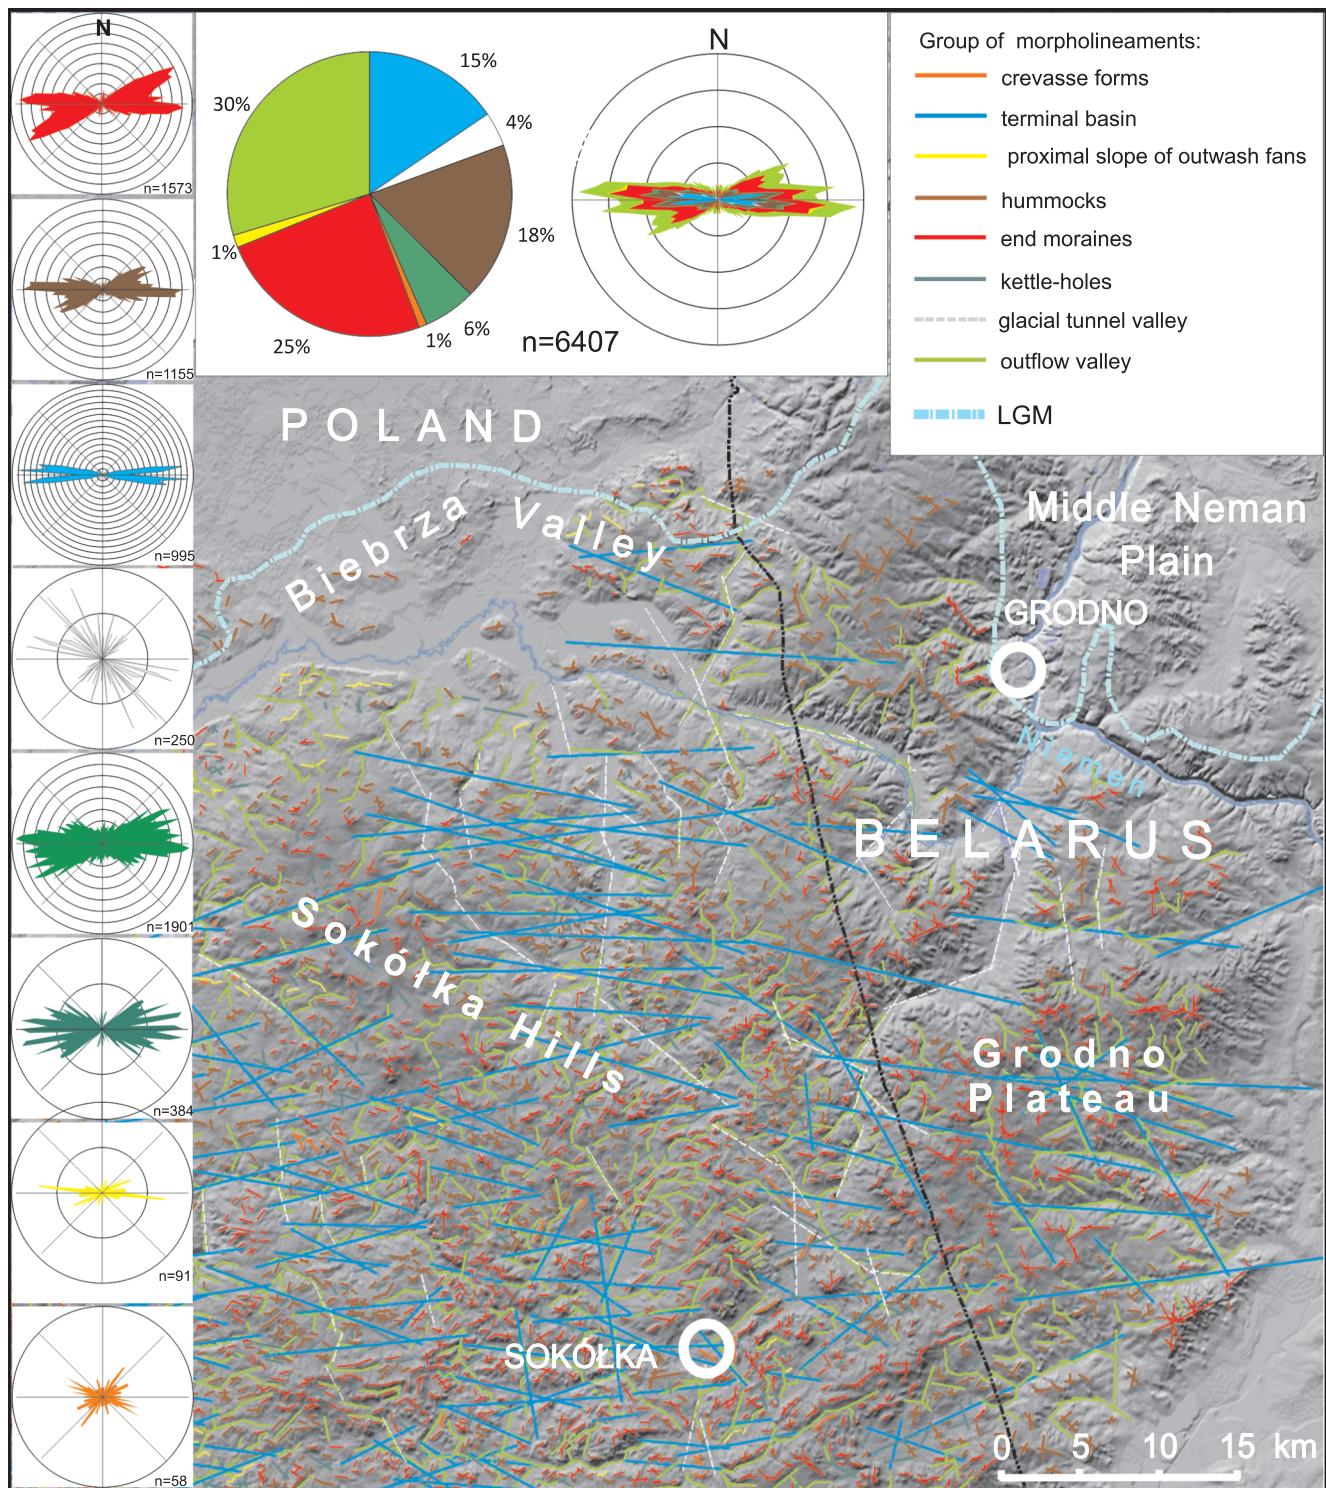 N
n=1573
n=1155
n=995
n=250
n=1901
n=384
n=91
n=58
15%
4%
18%
6%
1%
25%
1%
30%
n=6407
N
Group of morpholineaments:
crevasse forms
terminal basin
proximal slope of outwash fans
hummocks
end moraines
kettle-holes
glacial tunnel valley
outflow valley
LGM
POLAND
Biebrza Valley
Middle Neman
Plain
GRODNO
Niemen
BELARUS
Sokółka Hills
Grodno
Plateau
SOKÓŁKA
0 5 10 15 km